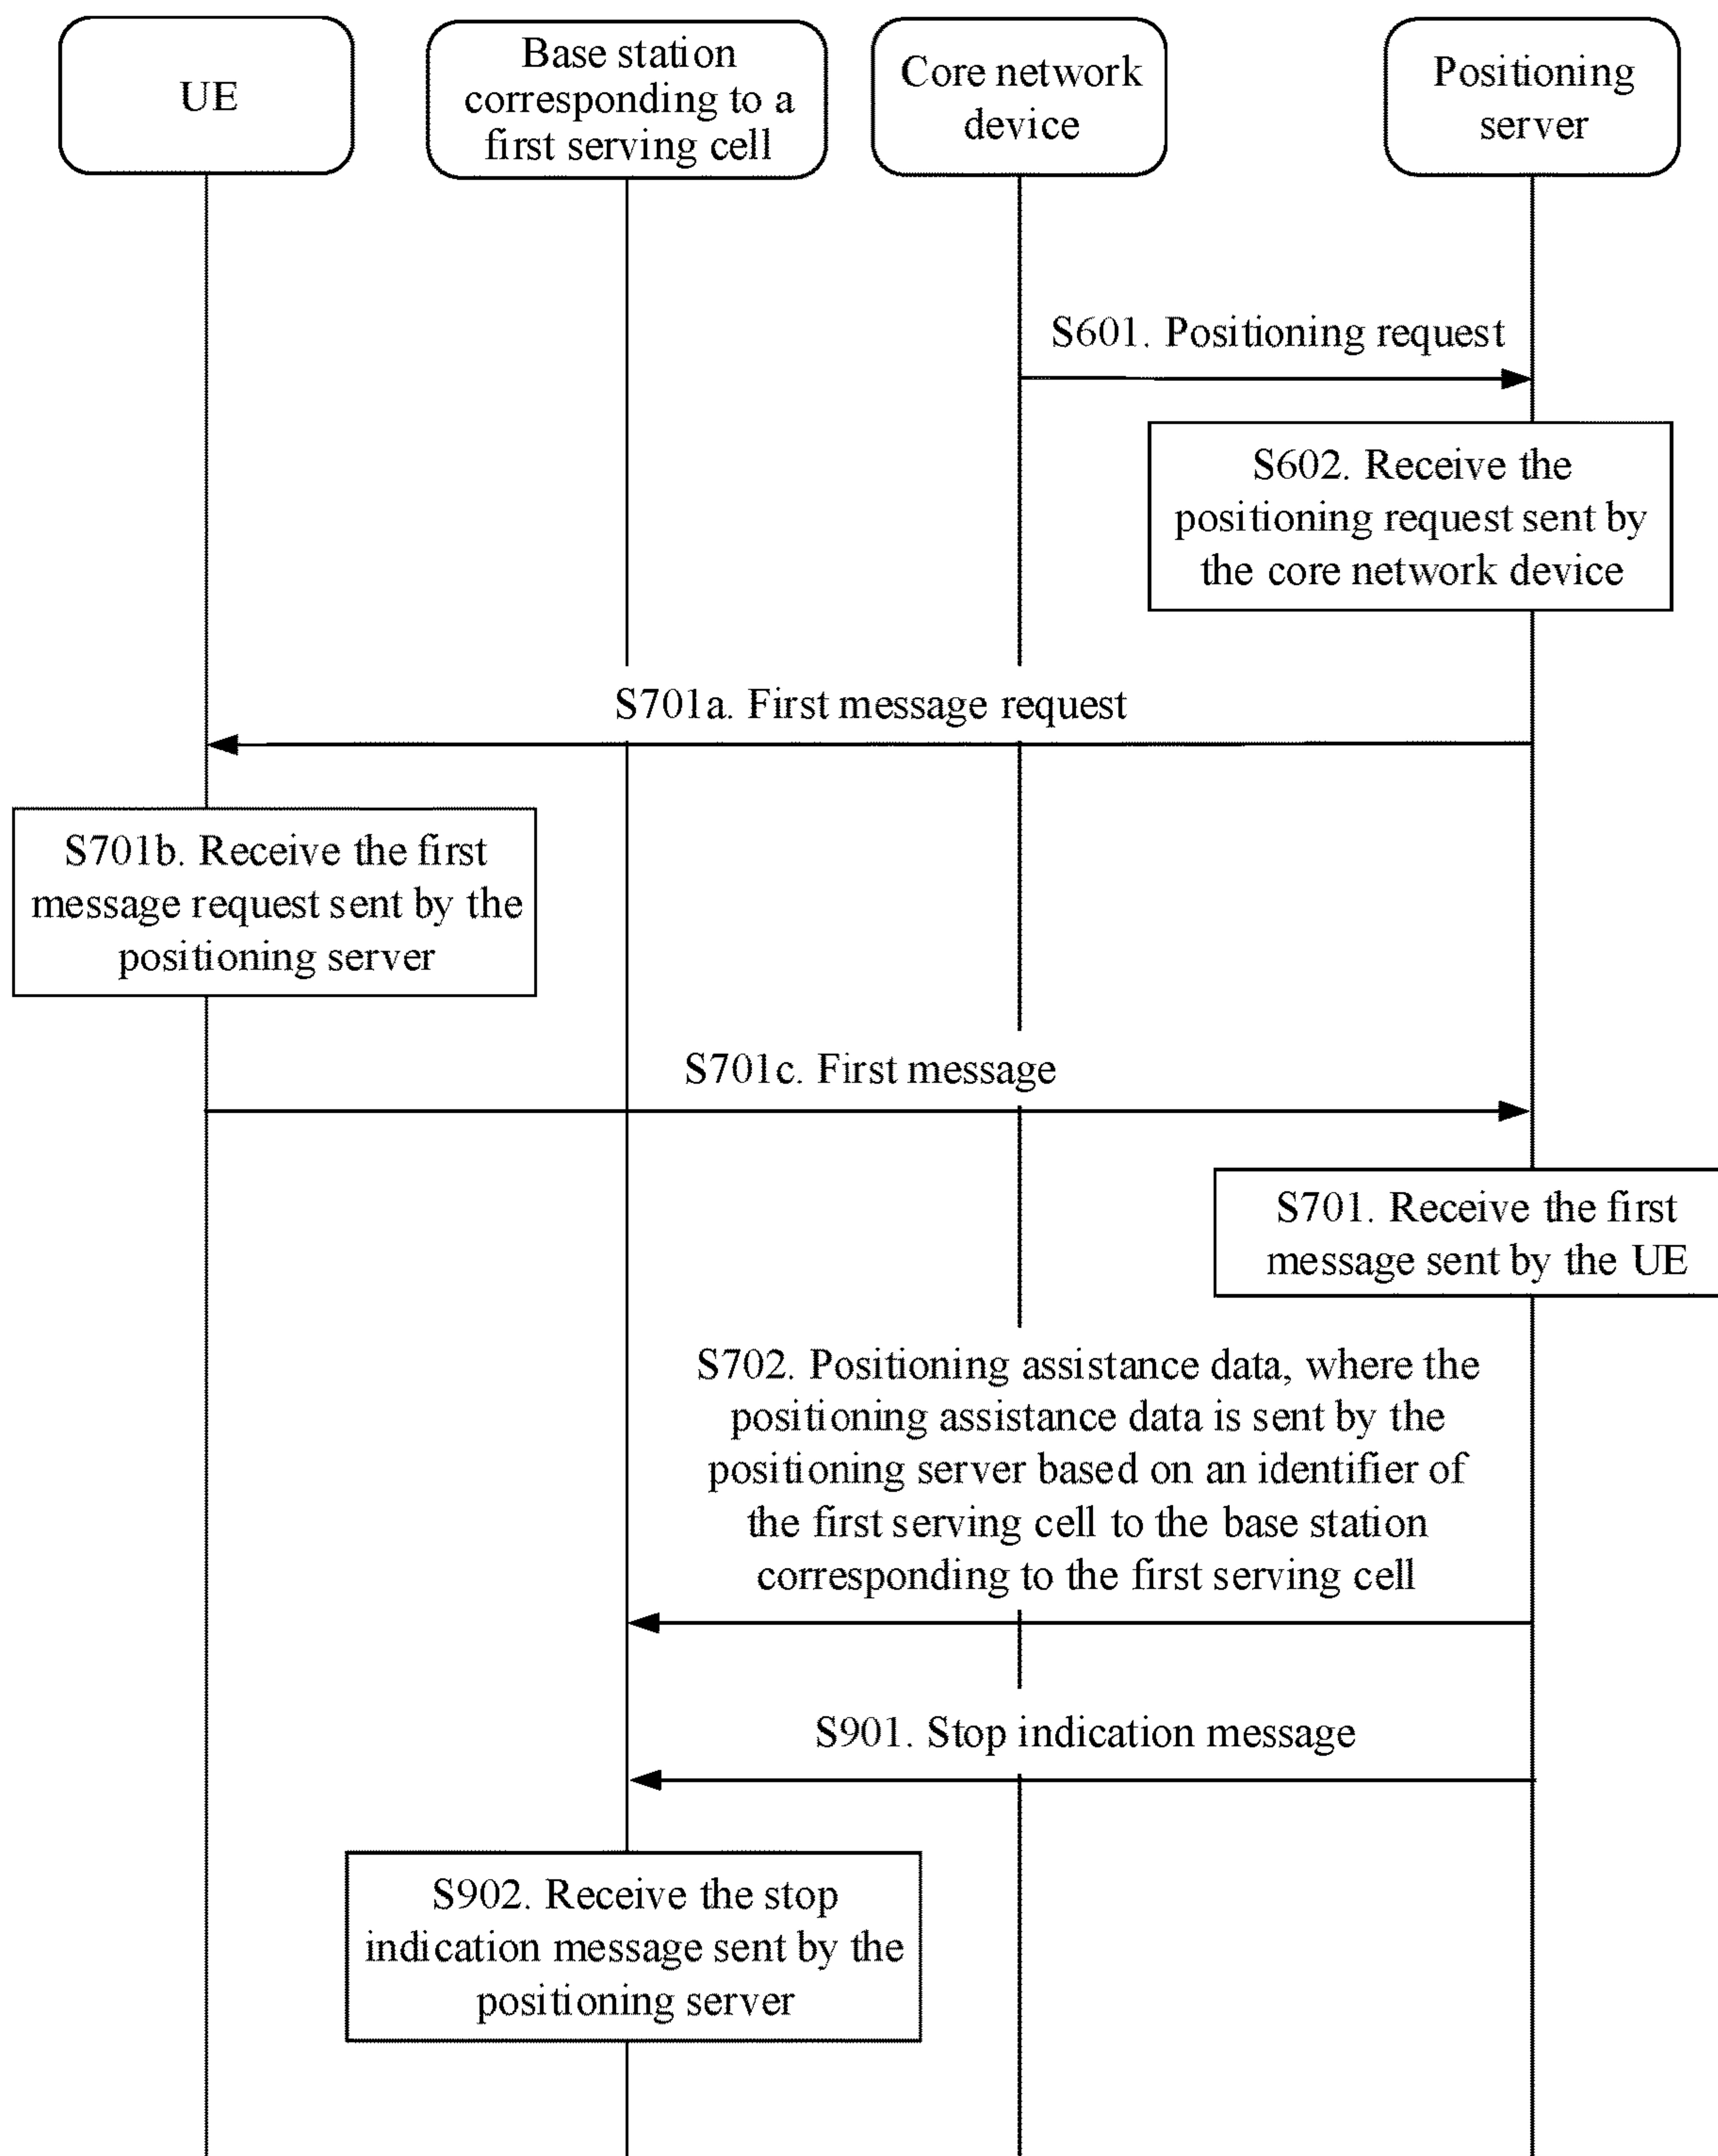 UE
Base station
corresponding to a
first serving cell
Core network
device
Positioning
server
S601. Positioning request
S602. Receive the
positioning request sent by
the core network device
S701a. First message request
S701b. Receive the first
message request sent by the
positioning server
S701c. First message
S701. Receive the first
message sent by the UE
S702. Positioning assistance data, where the
positioning assistance data is sent by the
positioning server based on an identifier of
the first serving cell to the base station
corresponding to the first serving cell
S901. Stop indication message
S902. Receive the stop
indication message sent by the
positioning server